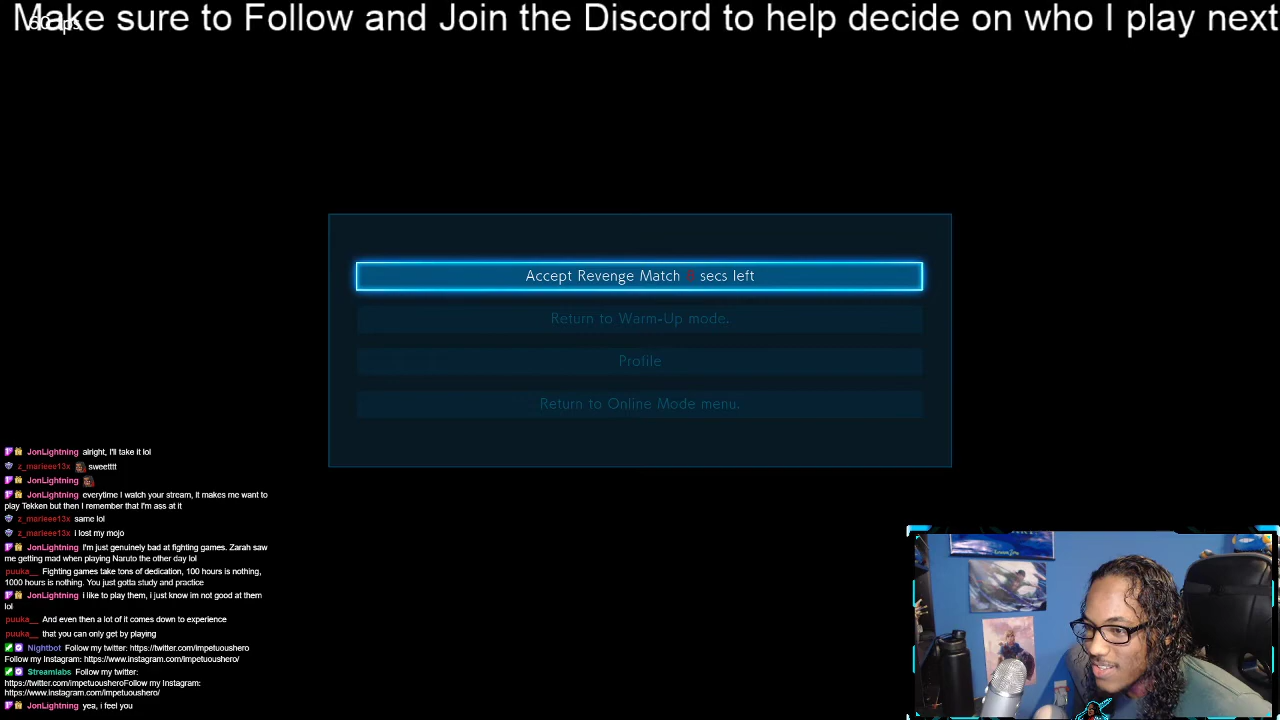 Make sure to Follow and Join the Discord to help decide on who I play next
Accept Revenge Match secs left
Return to Warm-Up mode.
Profile
Return to Online Mode menu.
JonLightning alright, I'll take it lol
z_marieee13x sweetttt
JonLightning
JonLightning everytime I watch your stream, it makes me want to
play Tekken but then I remember that I'm ass at it
z_marieee13x same lol
z_marieee13x i lost my mojo
JonLightning I'm just genuinely bad at fighting games. Zarah saw
me getting mad when playing Naruto the other day lol
puuka__ Fighting games take tons of dedication, 100 hours is nothing,
1000 hours is nothing. You just gotta study and practice
JonLightning i like to play them, i just know im not good at them
lol
puuka__ And even then a lot of it comes down to experience
puuka__ that you can only get by playing
Nightbot Follow my twitter: https://twitter.com/impetuoushero
Follow my Instagram: https://www.instagram.com/impetuoushero/
Streamlabs Follow my twitter:
https://twitter.com/impetuousheroFollow my Instagram:
https://www.instagram.com/impetuoushero/
JonLightning yea, i feel you